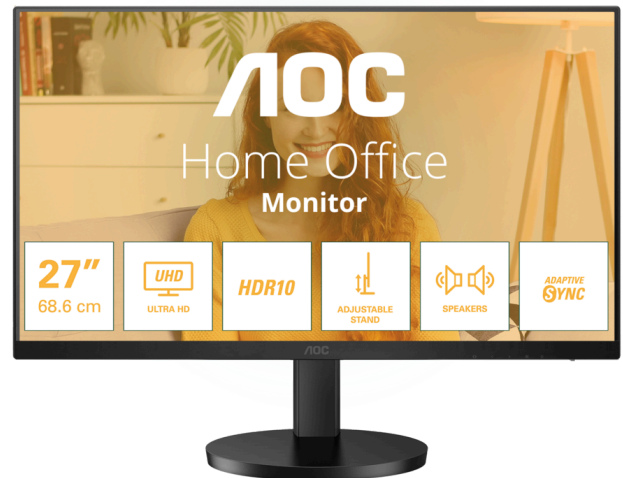 AOC
Home Office
Monitor
27"
68.6 cm
UHD
ULTRA HD
HDR10
ADJUSTABLE
STAND
SPEAKERS
ADAPTIVE
SYNC
AOC